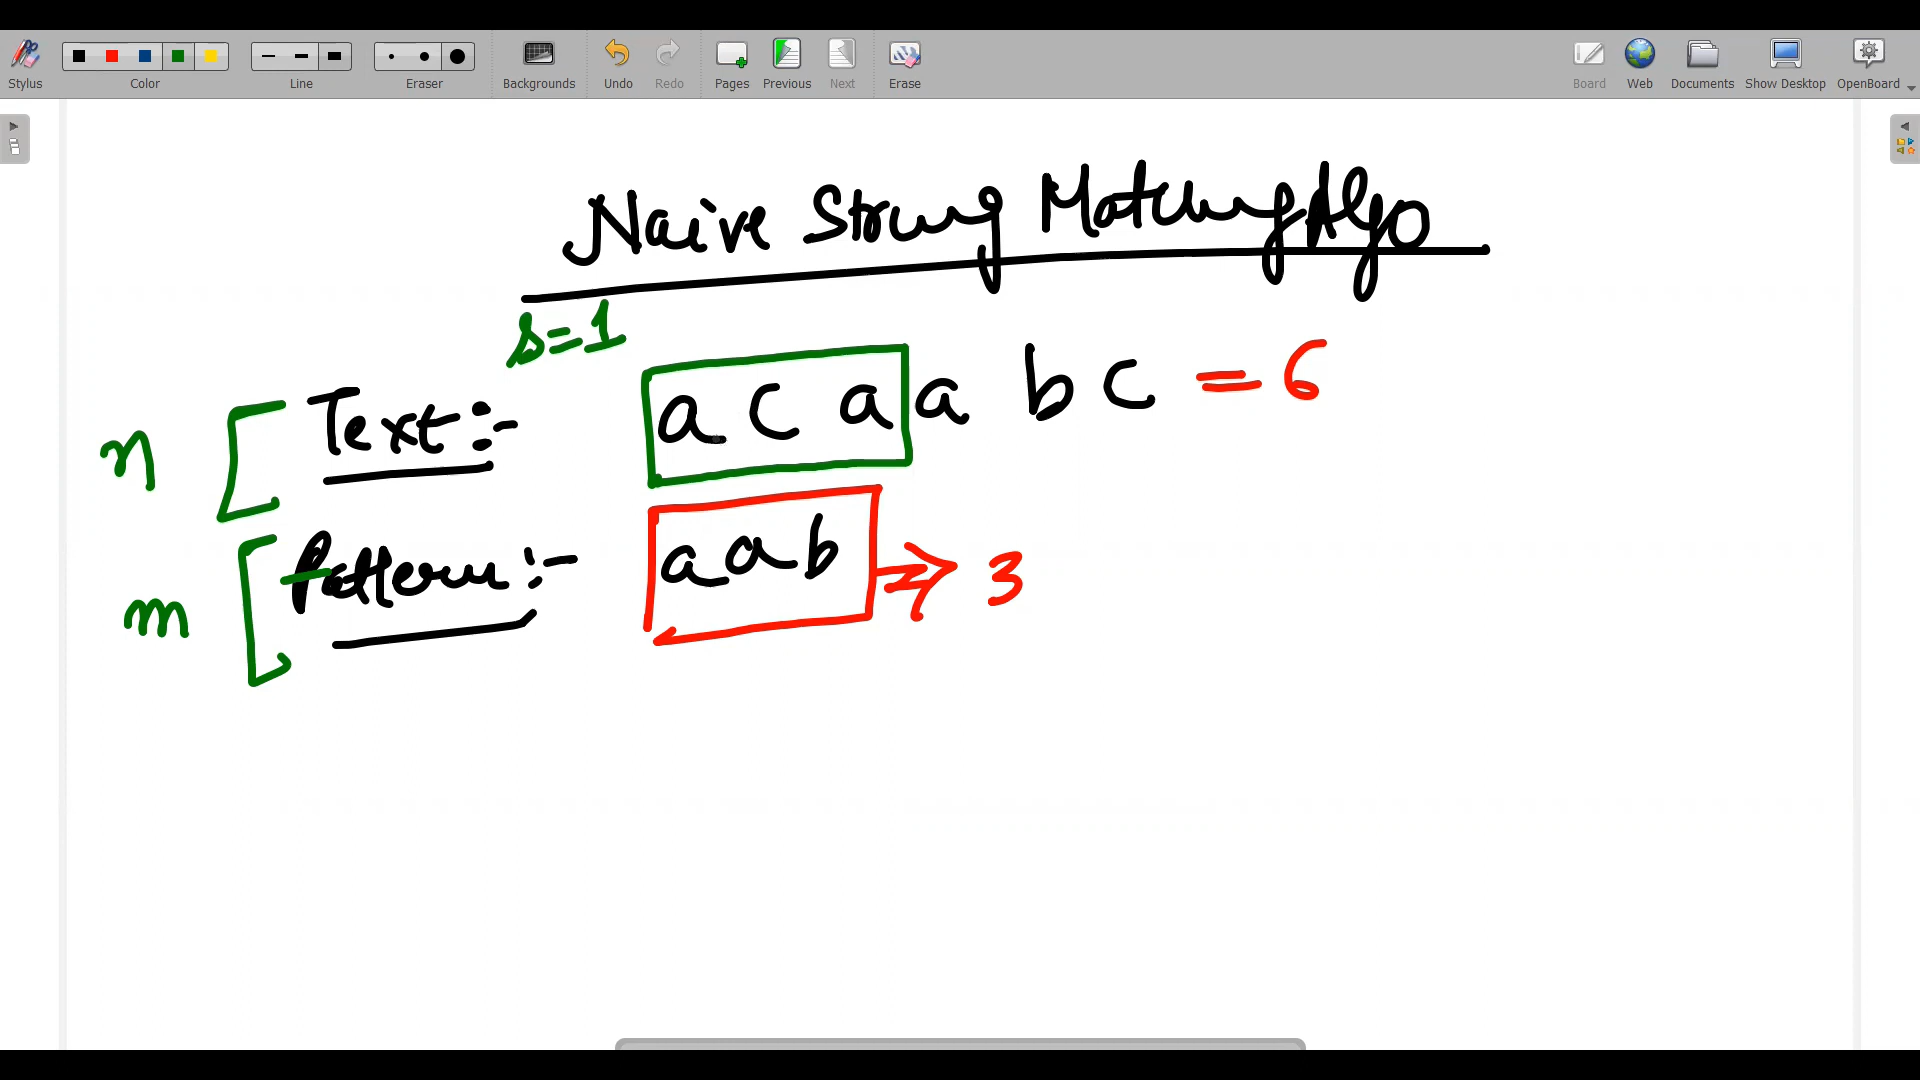 Stylus Color Line Eraser Backgrounds Undo Redo Pages Previous Next Erase Board Web Documents Show Desktop OpenBoard
Naive String Matching Algo
s=1
n Text:- a c a a b c = 6
m Pattern:- a a b => 3